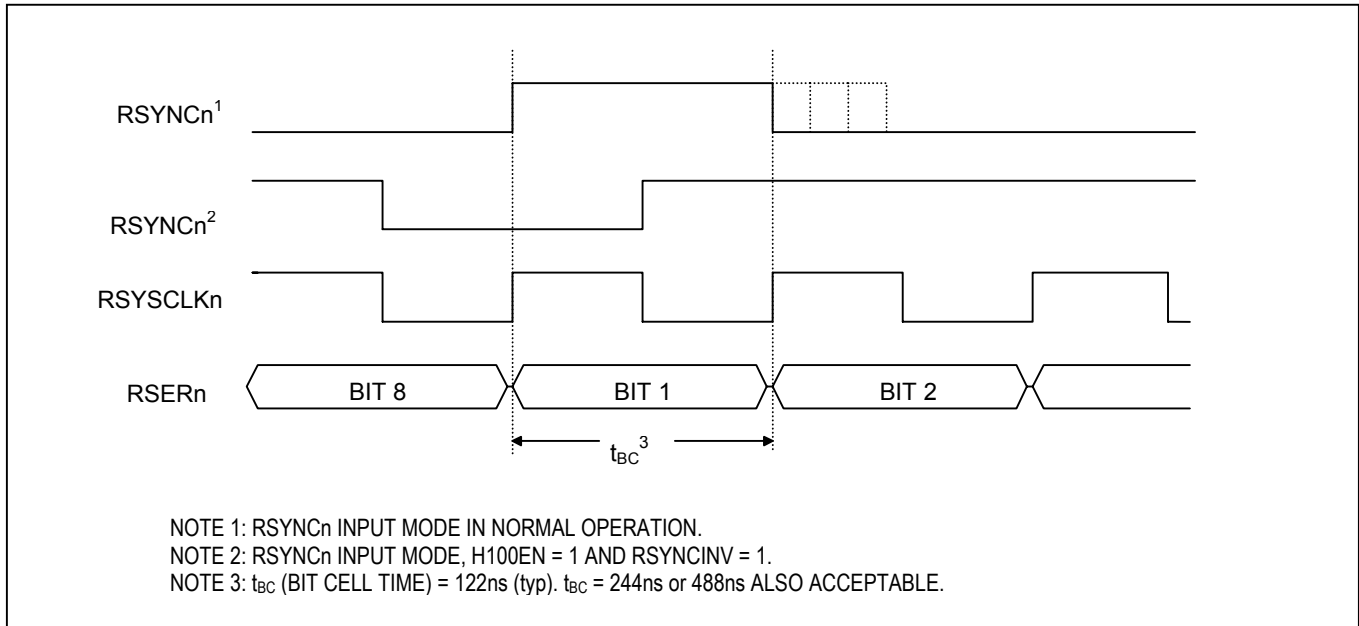 RSYNCn¹
RSYNCn²
RSYSCLKn
RSERn
BIT 8
BIT 1
BIT 2
tBC³
NOTE 1: RSYNCn INPUT MODE IN NORMAL OPERATION.
NOTE 2: RSYNCn INPUT MODE, H100EN = 1 AND RSYNCINV = 1.
NOTE 3: tBC (BIT CELL TIME) = 122ns (typ). tBC = 244ns or 488ns ALSO ACCEPTABLE.